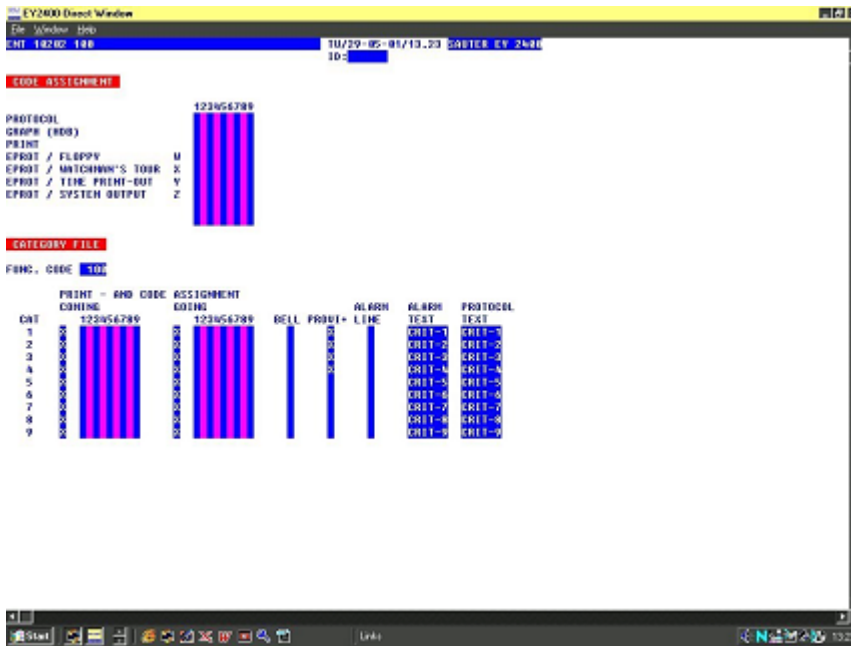 EY2400 Direct Window
File Window Help
ENT 10202 100 TU/29-05-01/13.23 SAUTER EY 2400
ID:
CODE ASSIGNMENT
123456789
PROTOCOL
GRAPH (HDB)
PRINT
EPROT / FLOPPY W
EPROT / WATCHMAN'S TOUR X
EPROT / TIME PRINT-OUT Y
EPROT / SYSTEM OUTPUT Z
CATEGORY FILE
FUNC. CODE 100
PRINT - AND CODE ASSIGNMENT
COMING GOING ALARM ALARM PROTOCOL
CAT 123456789 123456789 BELL PROVI+ LINE TEXT TEXT
1 X X X CRIT-1 CRIT-1
2 X X X CRIT-2 CRIT-2
3 X X X CRIT-3 CRIT-3
4 X X X CRIT-4 CRIT-4
5 X X CRIT-5 CRIT-5
6 X X CRIT-6 CRIT-6
7 X X CRIT-7 CRIT-7
8 X X CRIT-8 CRIT-8
9 X X CRIT-9 CRIT-9
Start Links